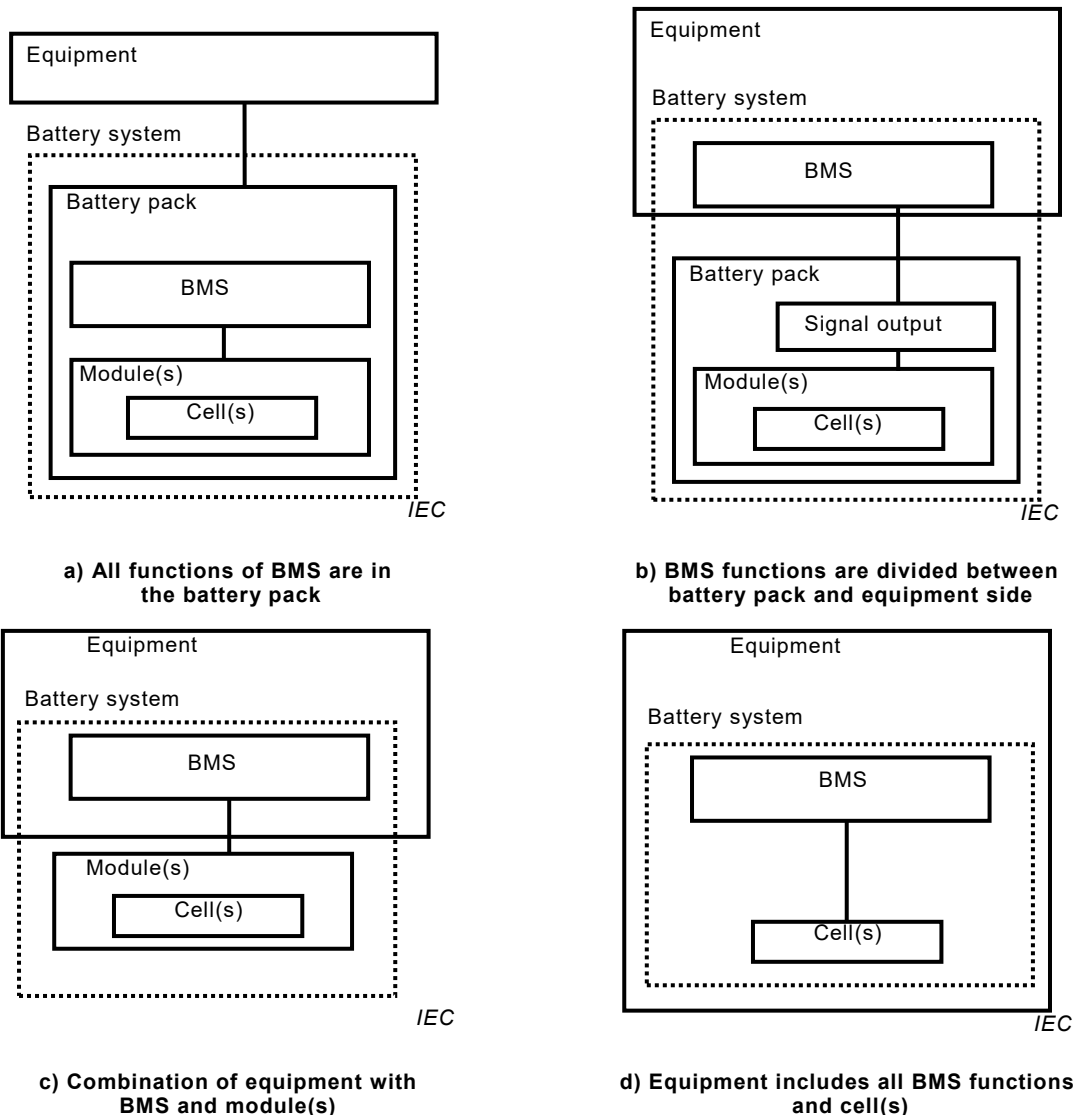 Equipment
Battery system
Battery pack
BMS
Module(s)
Cell(s)
IEC
a) All functions of BMS are in
the battery pack
Equipment
Battery system
BMS
Battery pack
Signal output
Module(s)
Cell(s)
IEC
b) BMS functions are divided between
battery pack and equipment side
Equipment
Battery system
BMS
Module(s)
Cell(s)
IEC
c) Combination of equipment with
BMS and module(s)
Equipment
Battery system
BMS
Cell(s)
IEC
d) Equipment includes all BMS functions
and cell(s)